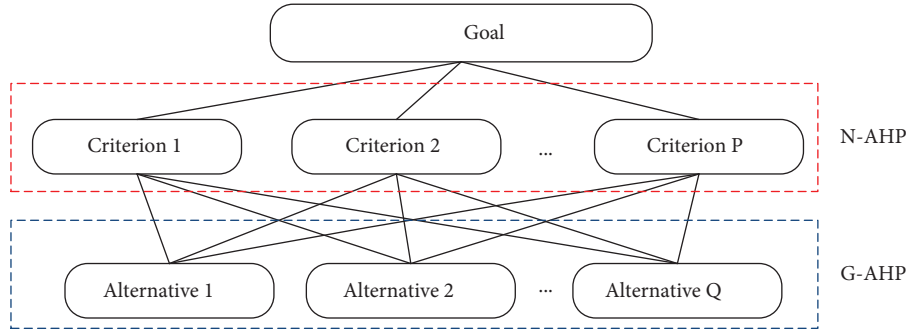 Goal
Criterion 1
Criterion 2
...
Criterion P
N-AHP
Alternative 1
Alternative 2
...
Alternative Q
G-AHP